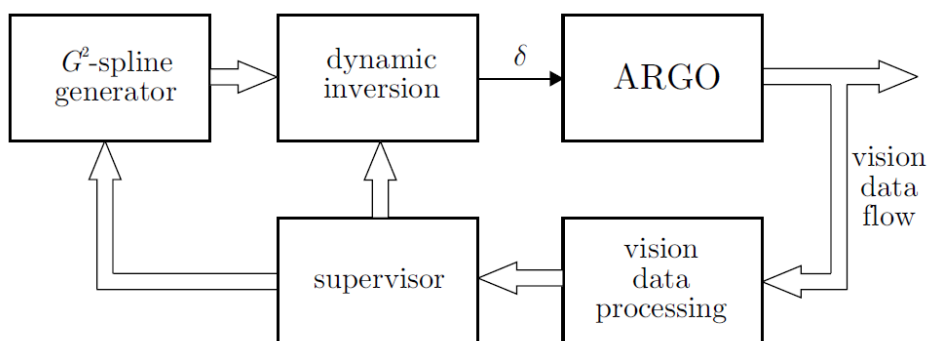 G²-spline
generator
dynamic
inversion
δ
ARGO
vision
data
flow
supervisor
vision
data
processing